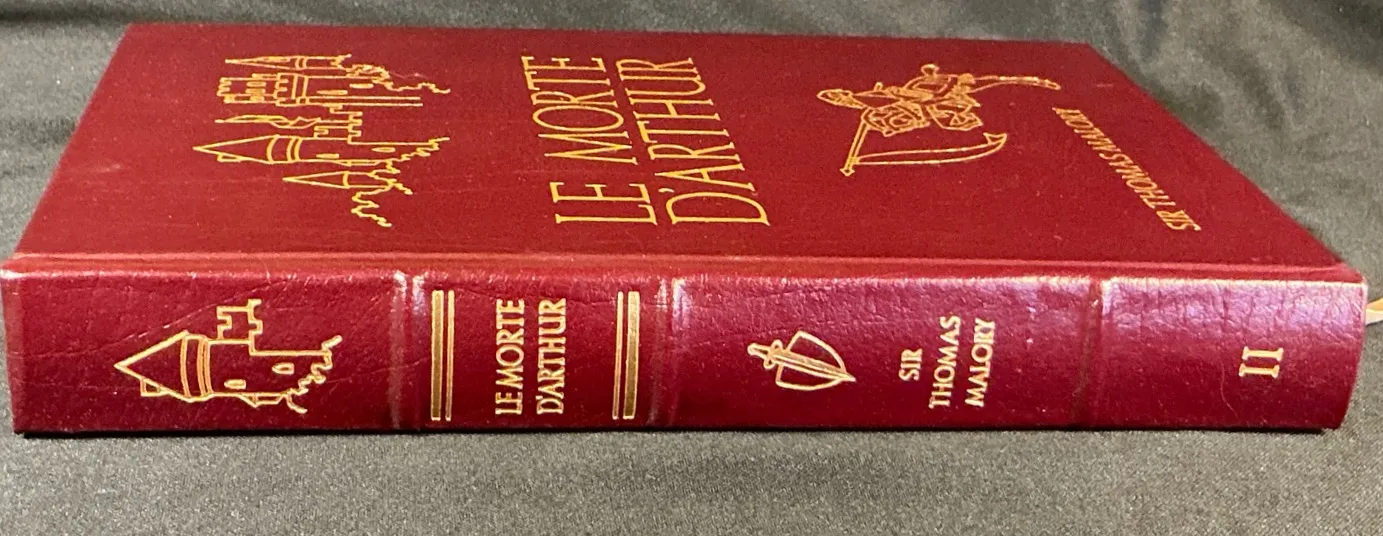 LE MORTE
D'ARTHUR
SIR THOMAS MALORY
LE MORTE
D'ARTHUR
SIR
THOMAS
MALORY
II